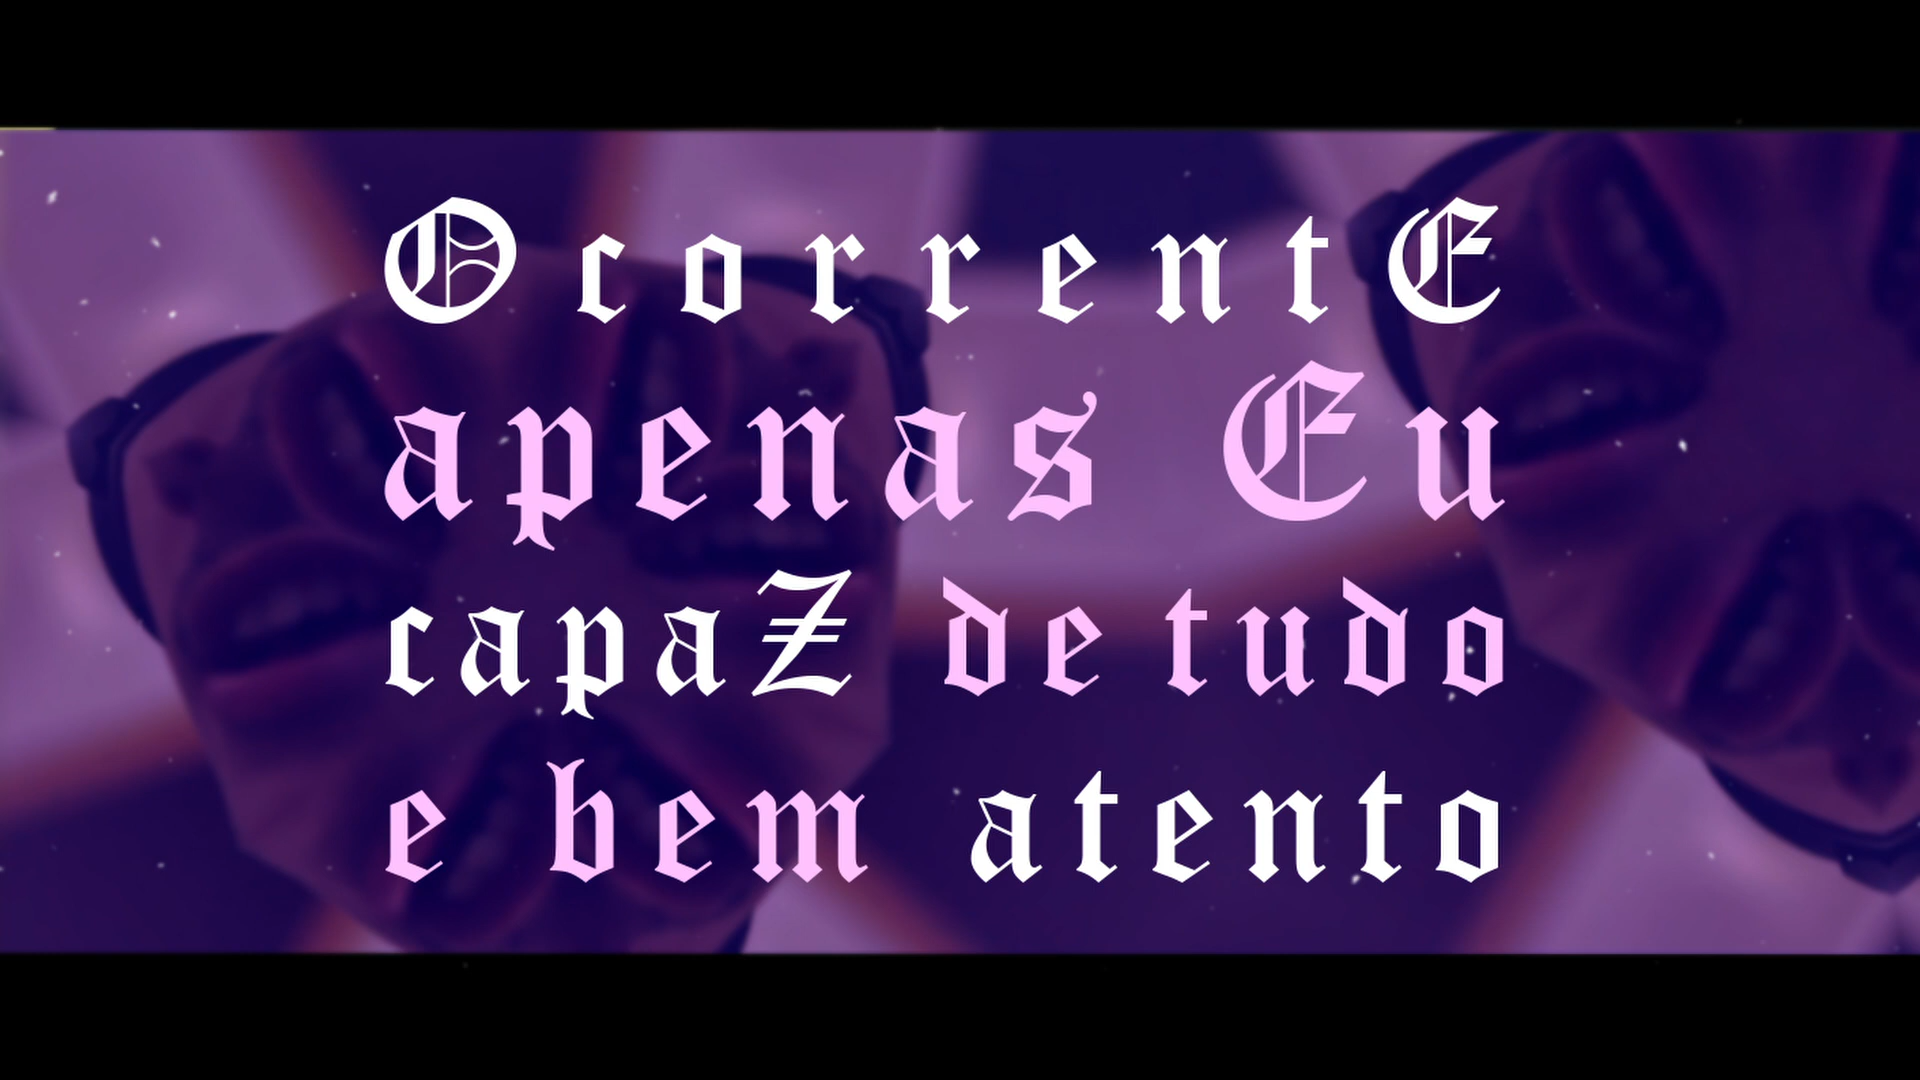 OcorrentE
apenas Eu
capaZ de tudo
e bem atento